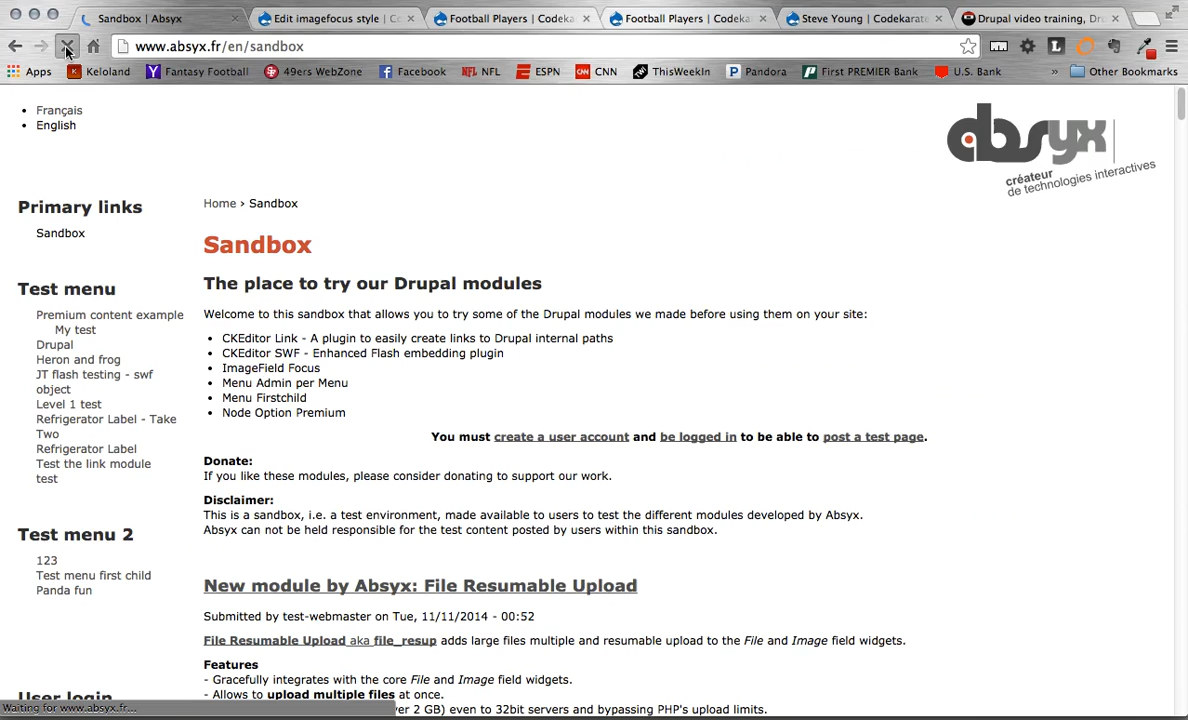 Sandbox | Absyx
Edit imagefocus style | Co
Football Players | Codeka
Football Players | Codeka
Steve Young | Codekarate
Drupal video training, Dr
www.absyx.fr/en/sandbox
Apps
Keloland
Fantasy Football
49ers WebZone
Facebook
NFL
ESPN
CNN
ThisWeekIn
Pandora
First PREMIER Bank
U.S. Bank
»
Other Bookmarks
• Français
• English
absyx
créateur
de technologies interactives
Primary links
Sandbox
Test menu
Premium content example
My test
Drupal
Heron and frog
JT flash testing - swf
object
Level 1 test
Refrigerator Label - Take
Two
Refrigerator Label
Test the link module
test
Test menu 2
123
Test menu first child
Panda fun
User login
Home › Sandbox
Sandbox
The place to try our Drupal modules
Welcome to this sandbox that allows you to try some of the Drupal modules we made before using them on your site:
• CKEditor Link - A plugin to easily create links to Drupal internal paths
• CKEditor SWF - Enhanced Flash embedding plugin
• ImageField Focus
• Menu Admin per Menu
• Menu Firstchild
• Node Option Premium
You must create a user account and be logged in to be able to post a test page.
Donate:
If you like these modules, please consider donating to support our work.
Disclaimer:
This is a sandbox, i.e. a test environment, made available to users to test the different modules developed by Absyx.
Absyx can not be held responsible for the test content posted by users within this sandbox.
New module by Absyx: File Resumable Upload
Submitted by test-webmaster on Tue, 11/11/2014 - 00:52
File Resumable Upload aka file_resup adds large files multiple and resumable upload to the File and Image field widgets.
Features
- Gracefully integrates with the core File and Image field widgets.
- Allows to upload multiple files at once.
er 2 GB) even to 32bit servers and bypassing PHP's upload limits.
Waiting for www.absyx.fr...